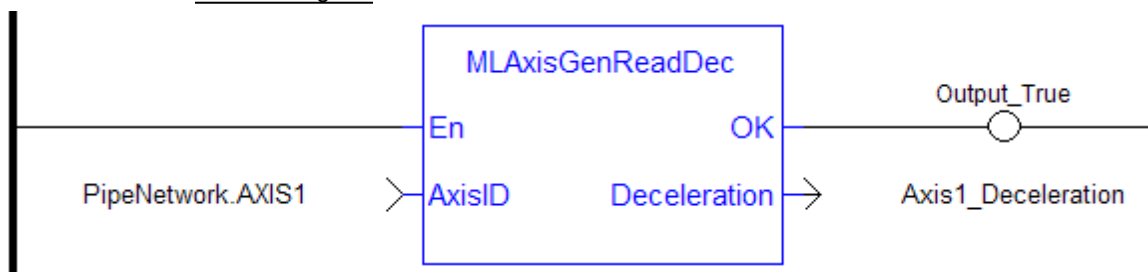 MLAxisGenReadDec
Output_True
En OK
PipeNetwork.AXIS1 AxisID Deceleration Axis1_Deceleration